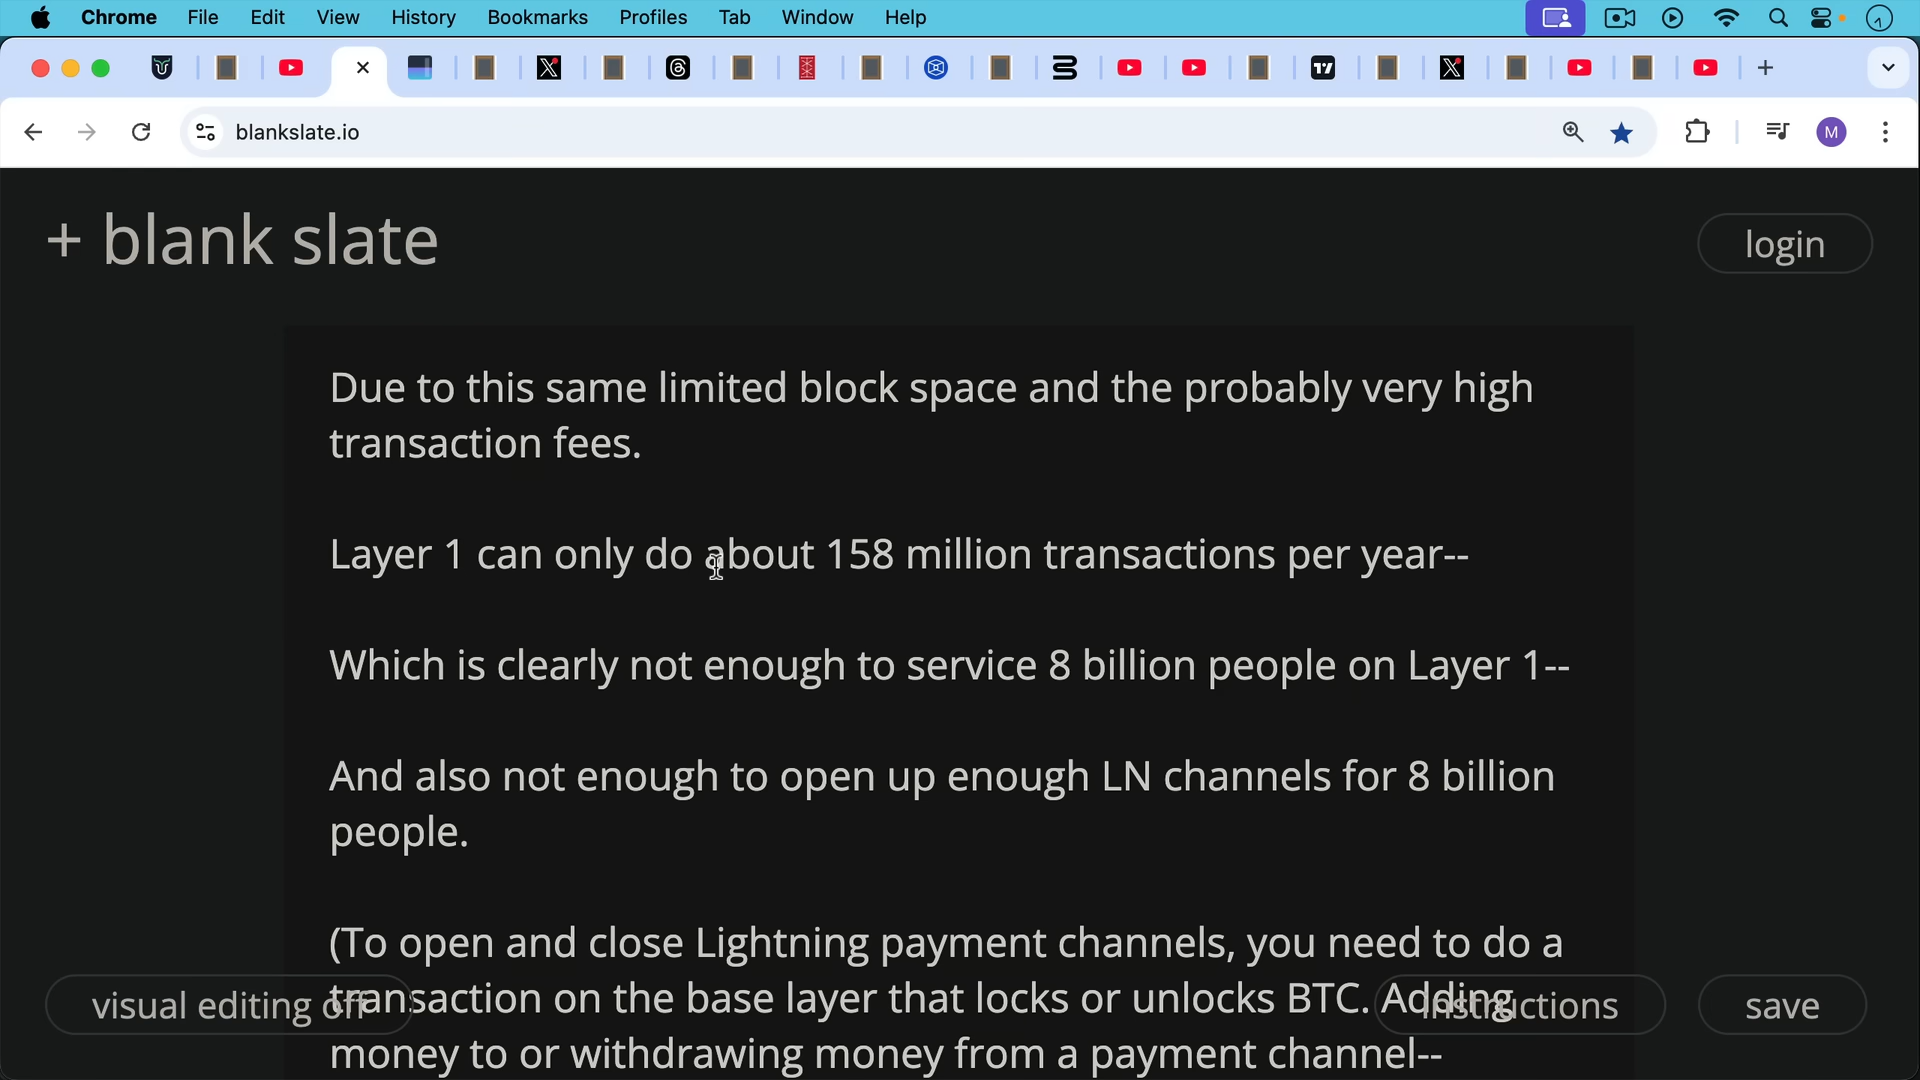 Chrome File Edit View History Bookmarks Profiles Tab Window Help
blankslate.io
M
+ blank slate
login
Due to this same limited block space and the probably very high
transaction fees.
Layer 1 can only do about 158 million transactions per year--
Which is clearly not enough to service 8 billion people on Layer 1--
And also not enough to open up enough LN channels for 8 billion
people.
(To open and close Lightning payment channels, you need to do a
transaction on the base layer that locks or unlocks BTC. Adding
visual editing off
instructions
save
money to or withdrawing money from a payment channel--